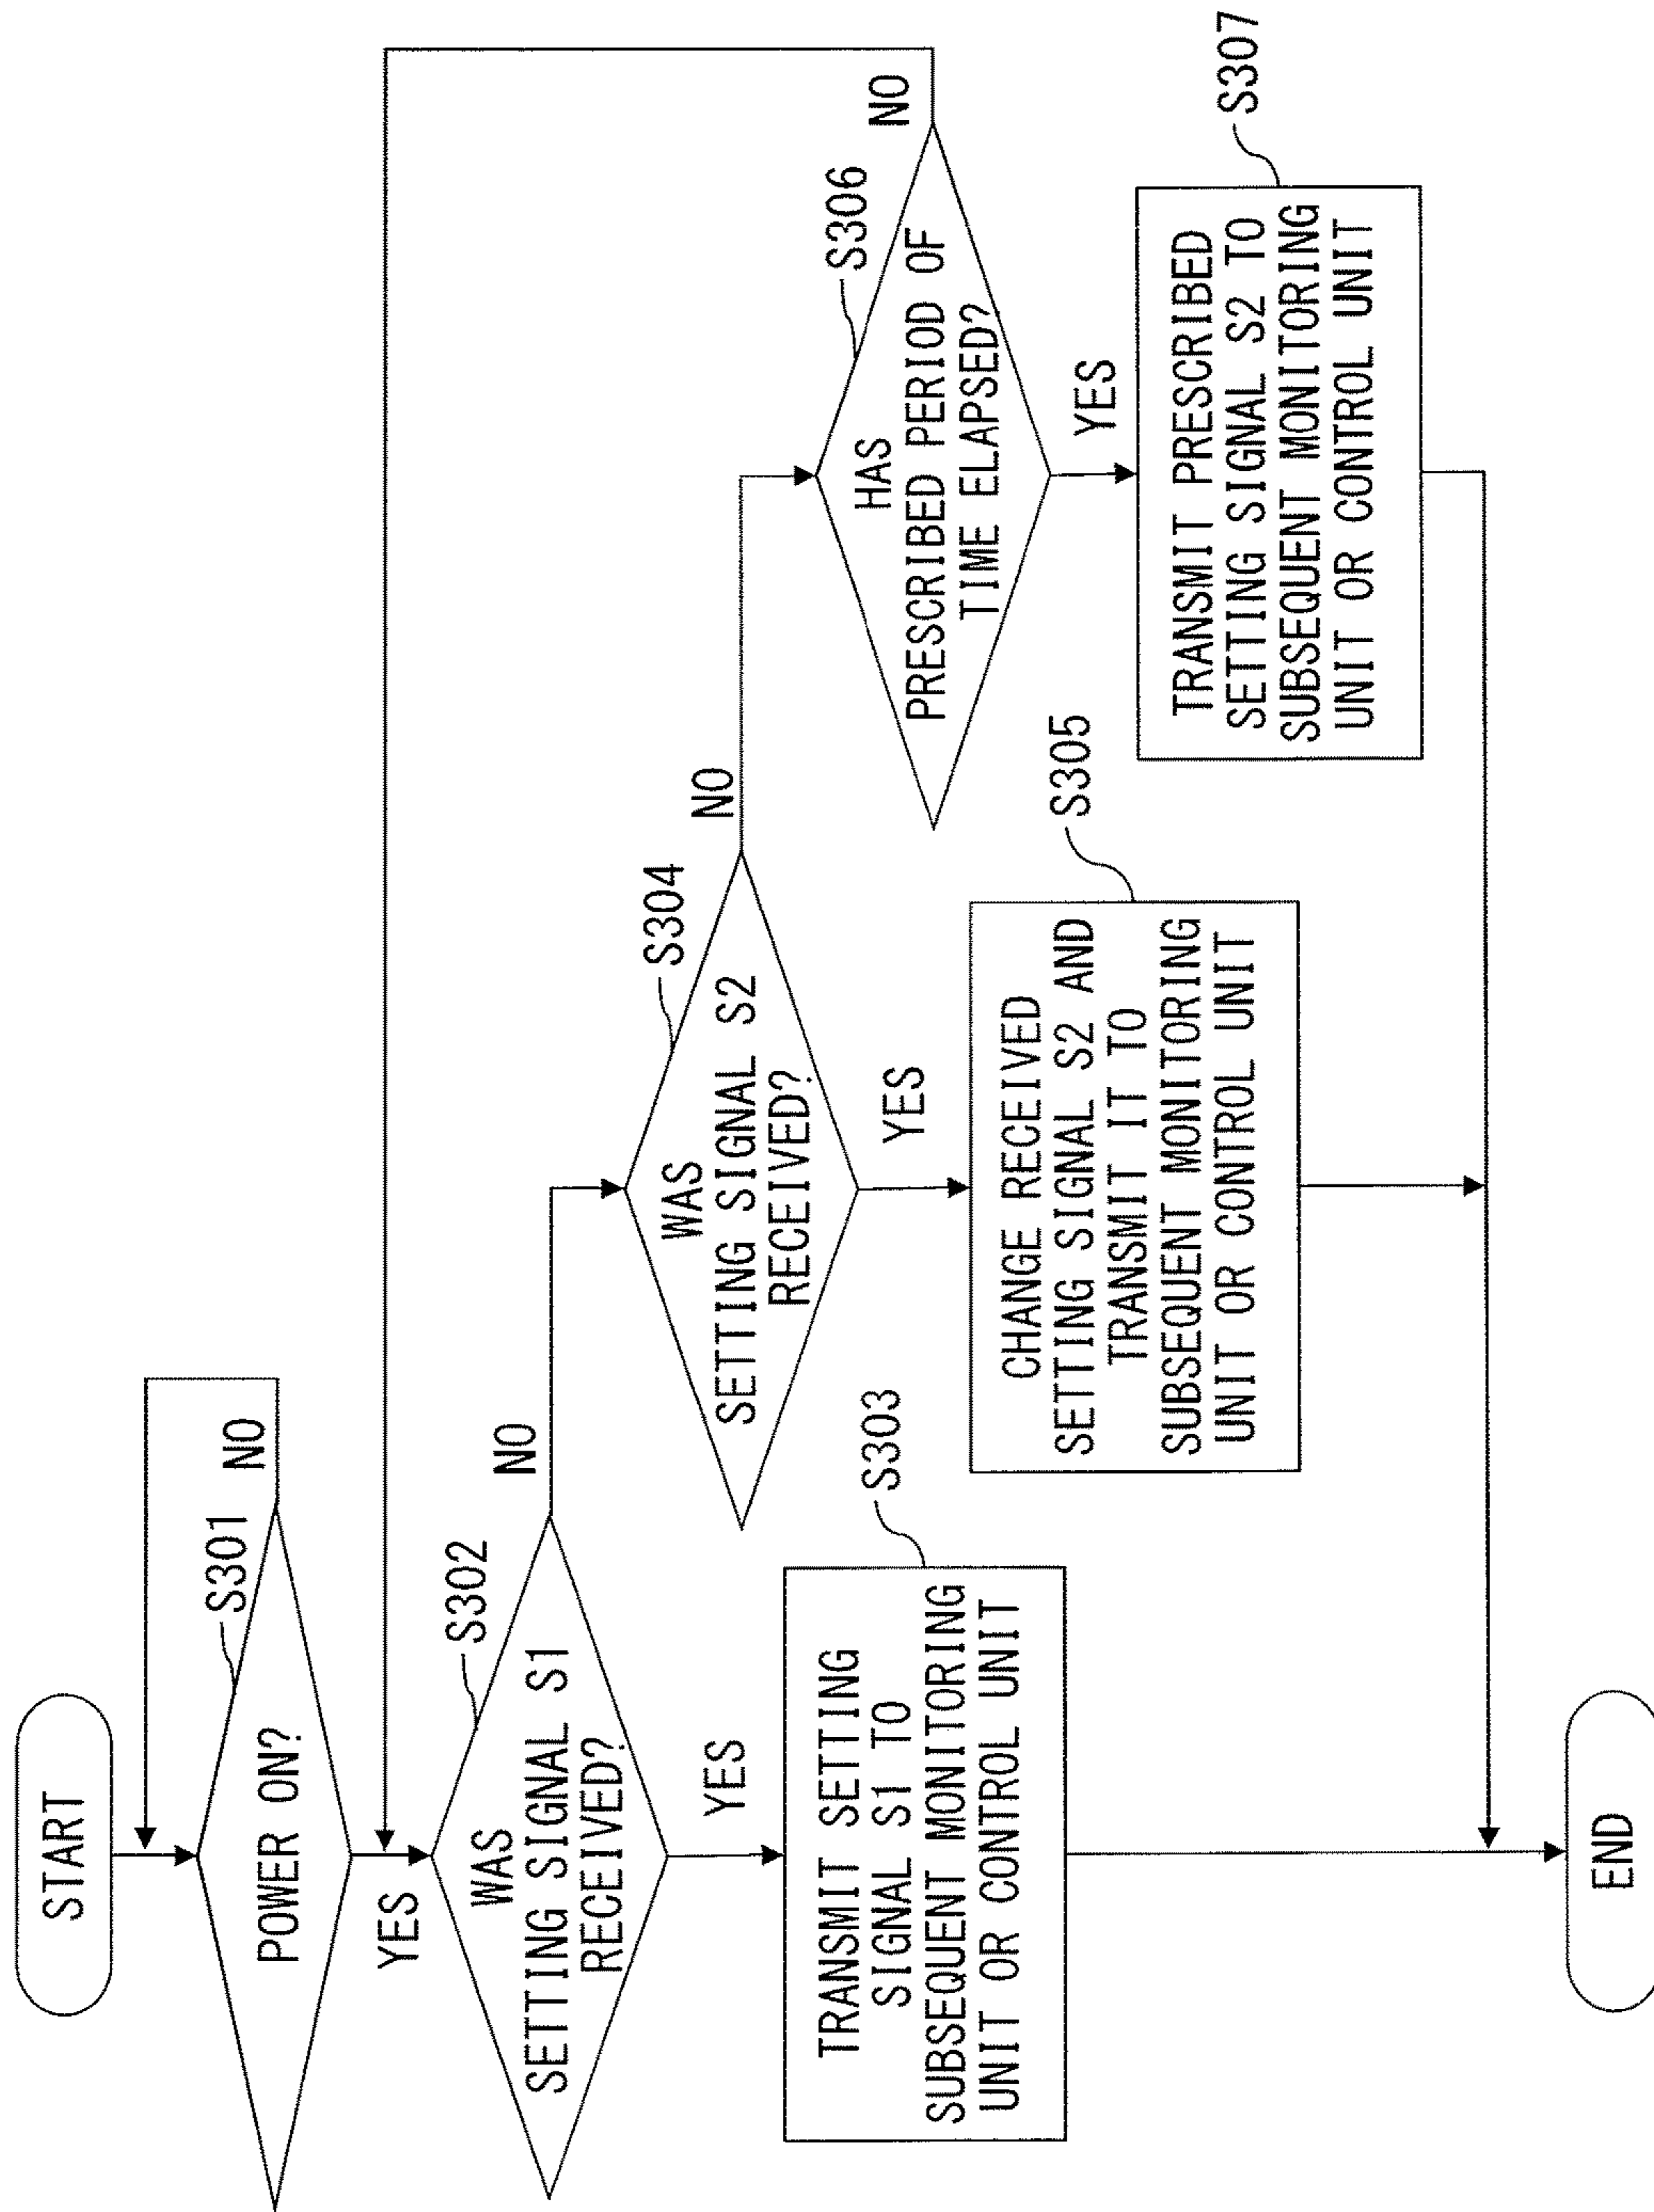 START
POWER ON?
S301
NO
YES
WAS
SETTING SIGNAL S1
RECEIVED?
S302
NO
YES
TRANSMIT SETTING
SIGNAL S1 TO
SUBSEQUENT MONITORING
UNIT OR CONTROL UNIT
S303
WAS
SETTING SIGNAL S2
RECEIVED?
S304
NO
YES
CHANGE RECEIVED
SETTING SIGNAL S2 AND
TRANSMIT IT TO
SUBSEQUENT MONITORING
UNIT OR CONTROL UNIT
S305
HAS
PRESCRIBED PERIOD OF
TIME ELAPSED?
S306
NO
YES
TRANSMIT PRESCRIBED
SETTING SIGNAL S2 TO
SUBSEQUENT MONITORING
UNIT OR CONTROL UNIT
S307
END